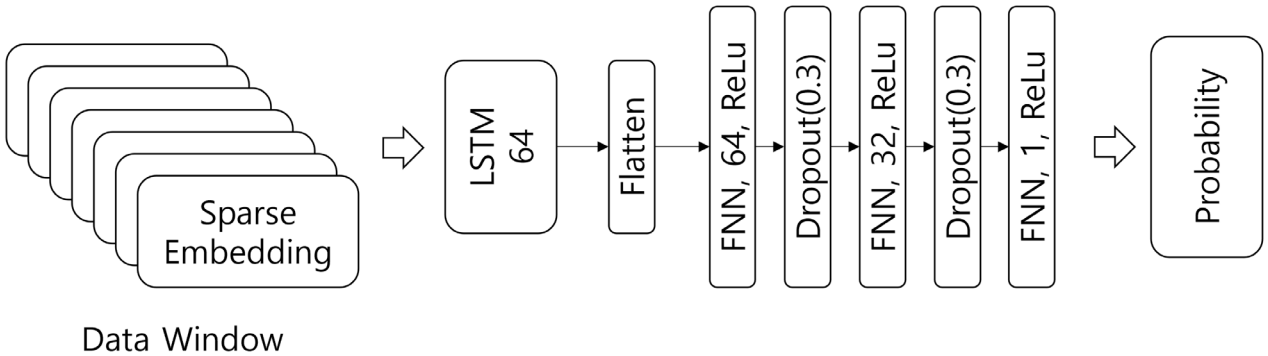 Sparse
Embedding
Data Window
LSTM
64
Flatten
FNN, 64, ReLu
Dropout(0.3)
FNN, 32, ReLu
Dropout(0.3)
FNN, 1, ReLu
Probability